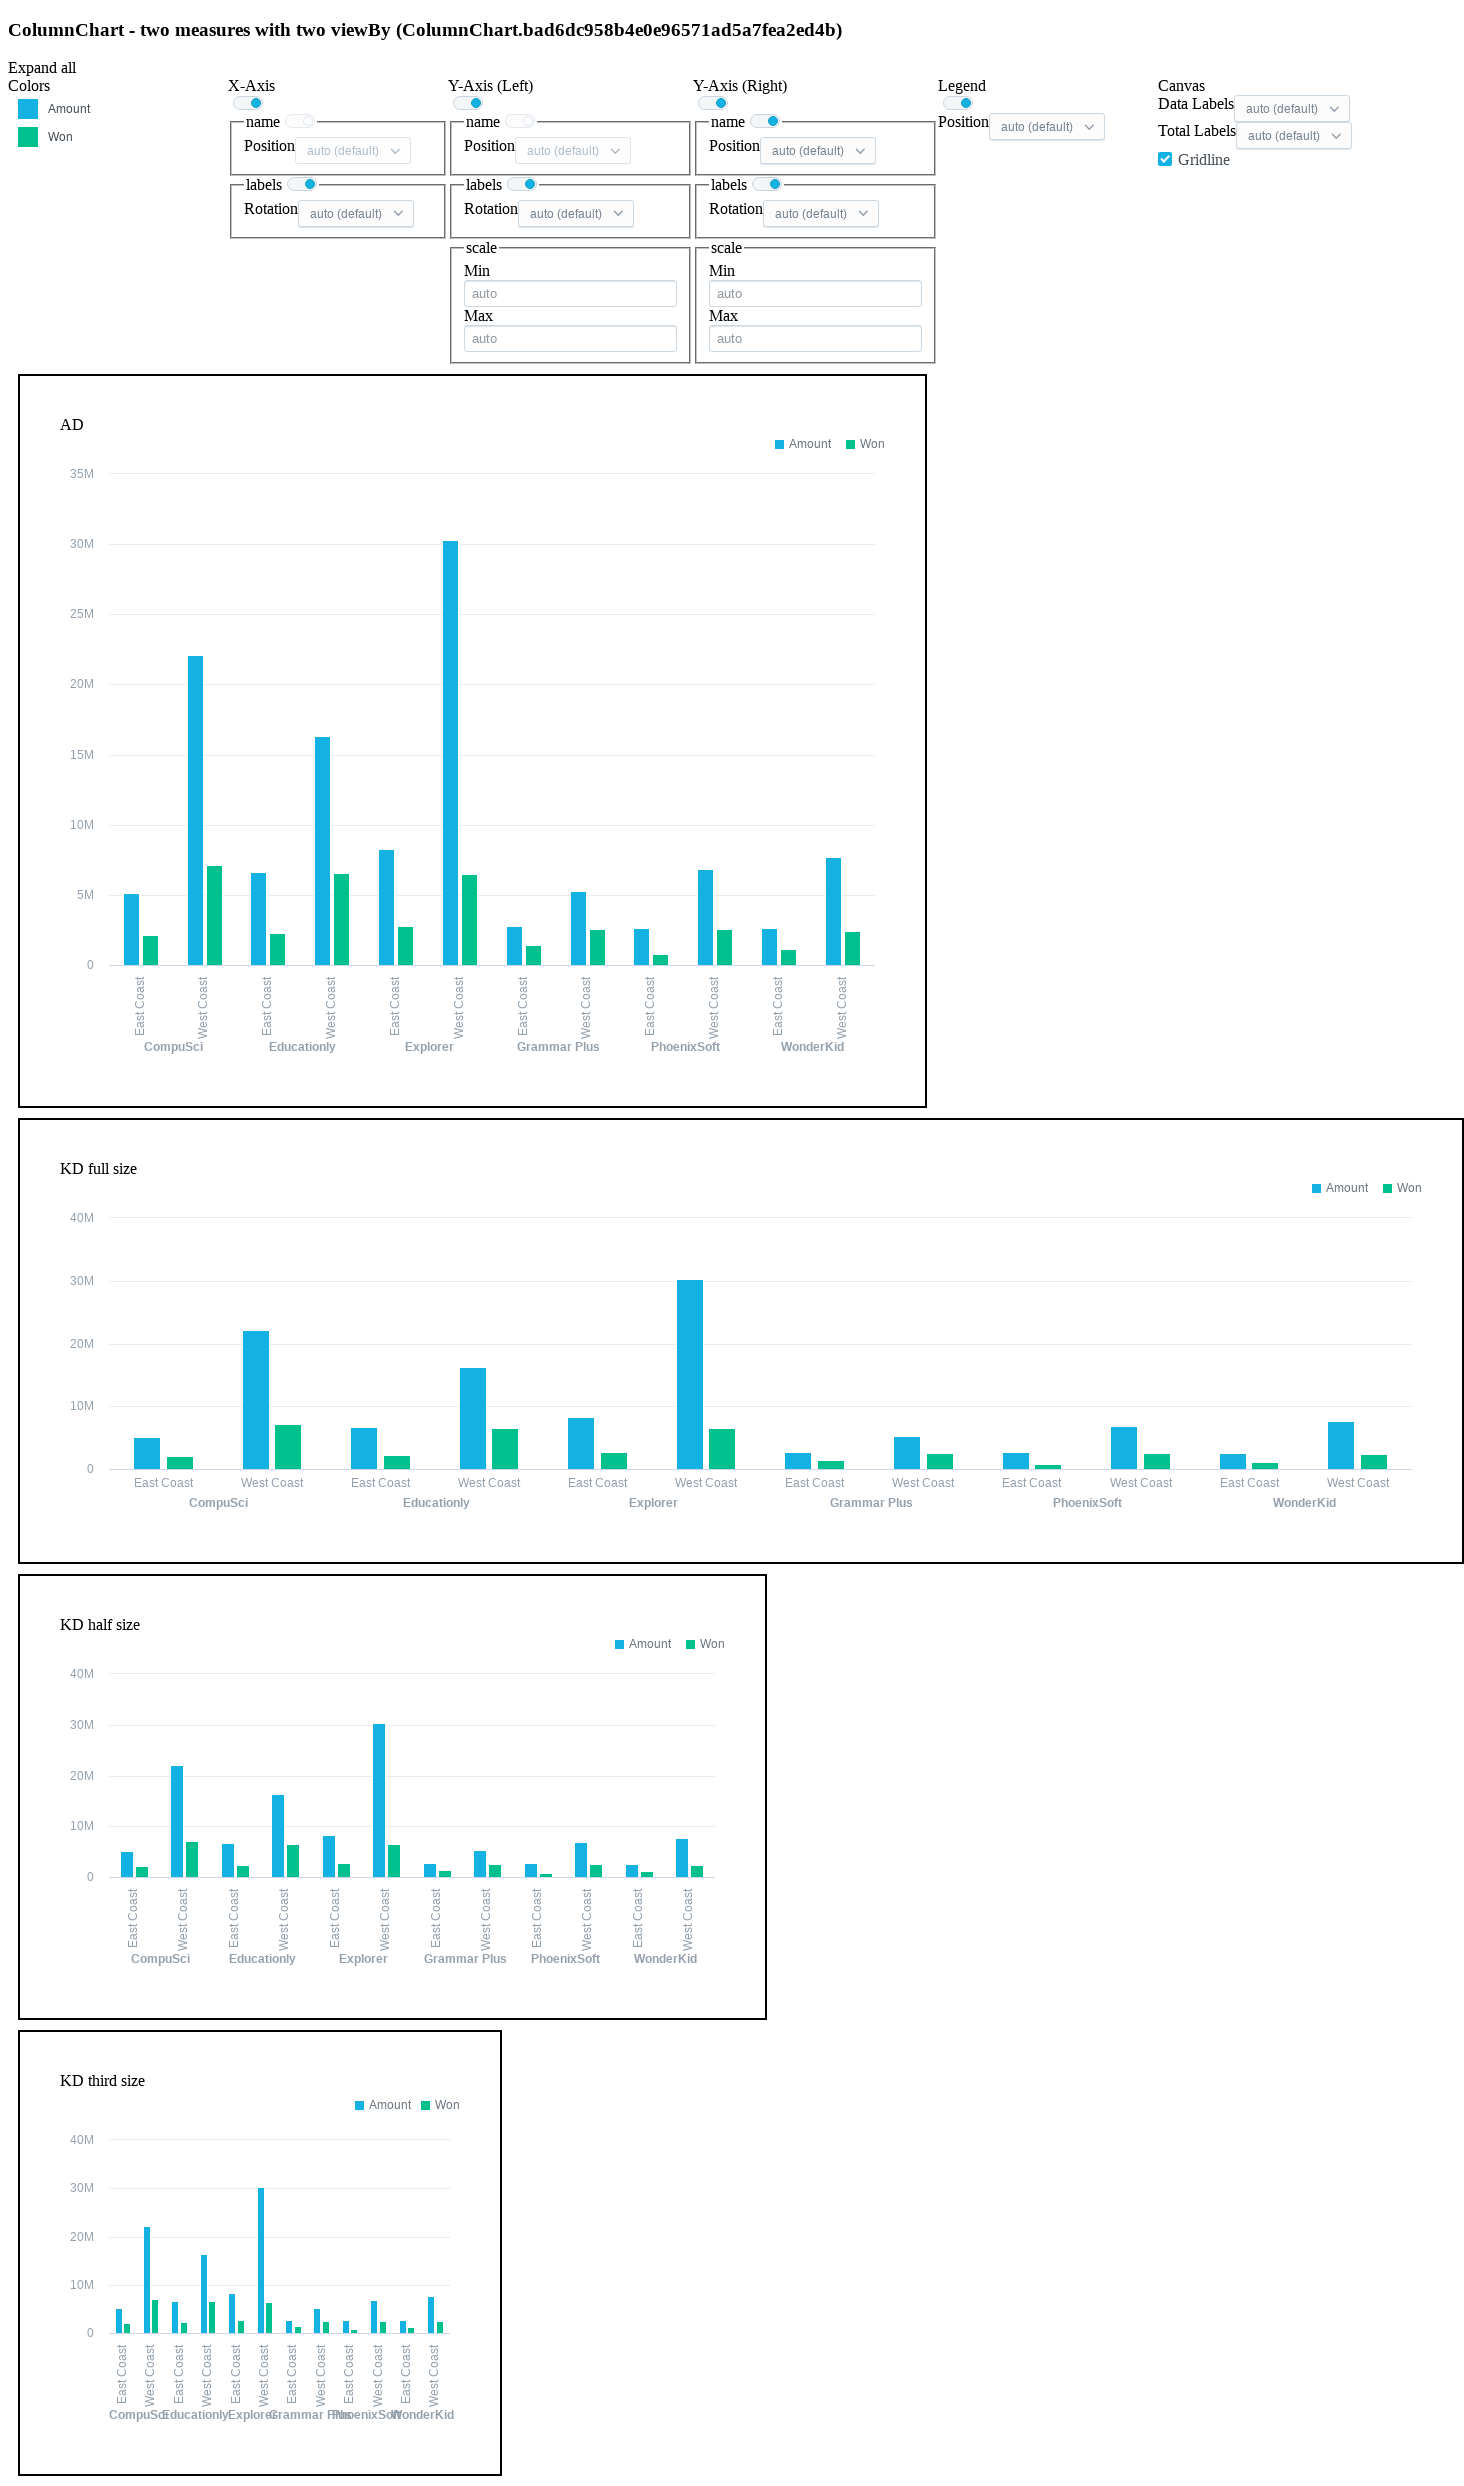 ColumnChart - two measures with two viewBy (ColumnChart.bad6dc958b4e0e96571ad5a7fea2ed4b)
Expand all
Colors
Amount
Won
X-Axis
name
Position auto (default)
labels
Rotation auto (default)
Y-Axis (Left)
name
Position auto (default)
labels
Rotation auto (default)
scale
Min
auto
Max
auto
Y-Axis (Right)
name
Position auto (default)
labels
Rotation auto (default)
scale
Min
auto
Max
auto
Legend
Position auto (default)
Canvas
Data Labels auto (default)
Total Labels auto (default)
Gridline
AD
Amount Won
35M
30M
25M
20M
15M
10M
5M
0
East Coast West Coast East Coast West Coast East Coast West Coast East Coast West Coast East Coast West Coast East Coast West Coast
CompuSci Educationly Explorer Grammar Plus PhoenixSoft WonderKid
KD full size
Amount Won
40M
30M
20M
10M
0
East Coast West Coast East Coast West Coast East Coast West Coast East Coast West Coast East Coast West Coast East Coast West Coast
CompuSci Educationly Explorer Grammar Plus PhoenixSoft WonderKid
KD half size
Amount Won
40M
30M
20M
10M
0
East Coast West Coast East Coast West Coast East Coast West Coast East Coast West Coast East Coast West Coast East Coast West Coast
CompuSci Educationly Explorer Grammar Plus PhoenixSoft WonderKid
KD third size
Amount Won
40M
30M
20M
10M
0
East Coast West Coast East Coast West Coast East Coast West Coast East Coast West Coast East Coast West Coast East Coast West Coast
CompuSci Educationly Explorer Grammar Plus PhoenixSoft WonderKid